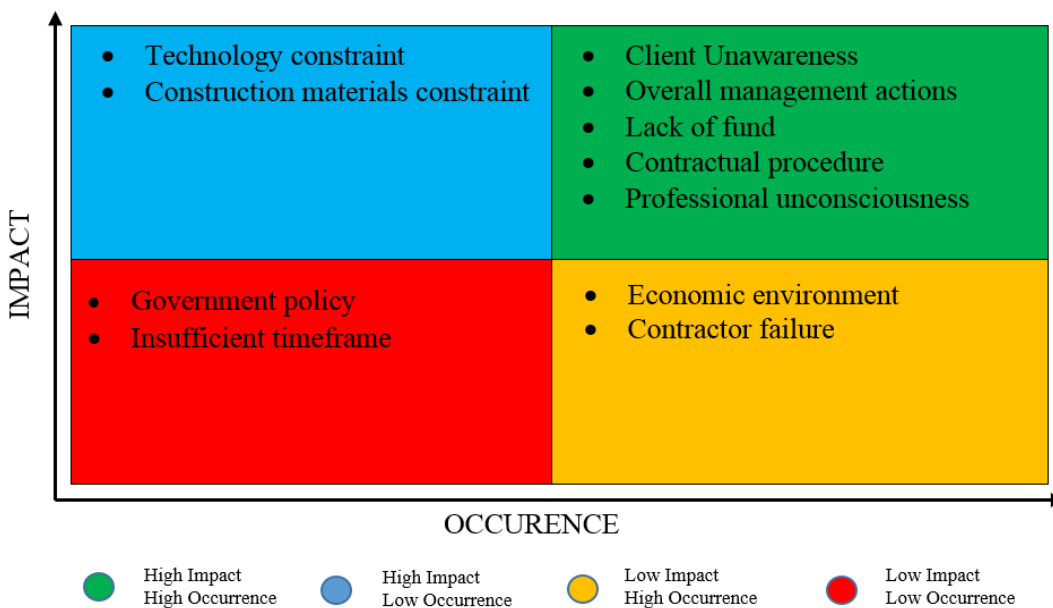 • Technology constraint
• Construction materials constraint
• Client Unawareness
• Overall management actions
• Lack of fund
• Contractual procedure
• Professional unconsciousness
IMPACT
• Government policy
• Insufficient timeframe
• Economic environment
• Contractor failure
OCCURENCE
High Impact
High Occurrence
High Impact
Low Occurrence
Low Impact
High Occurrence
Low Impact
Low Occurrence